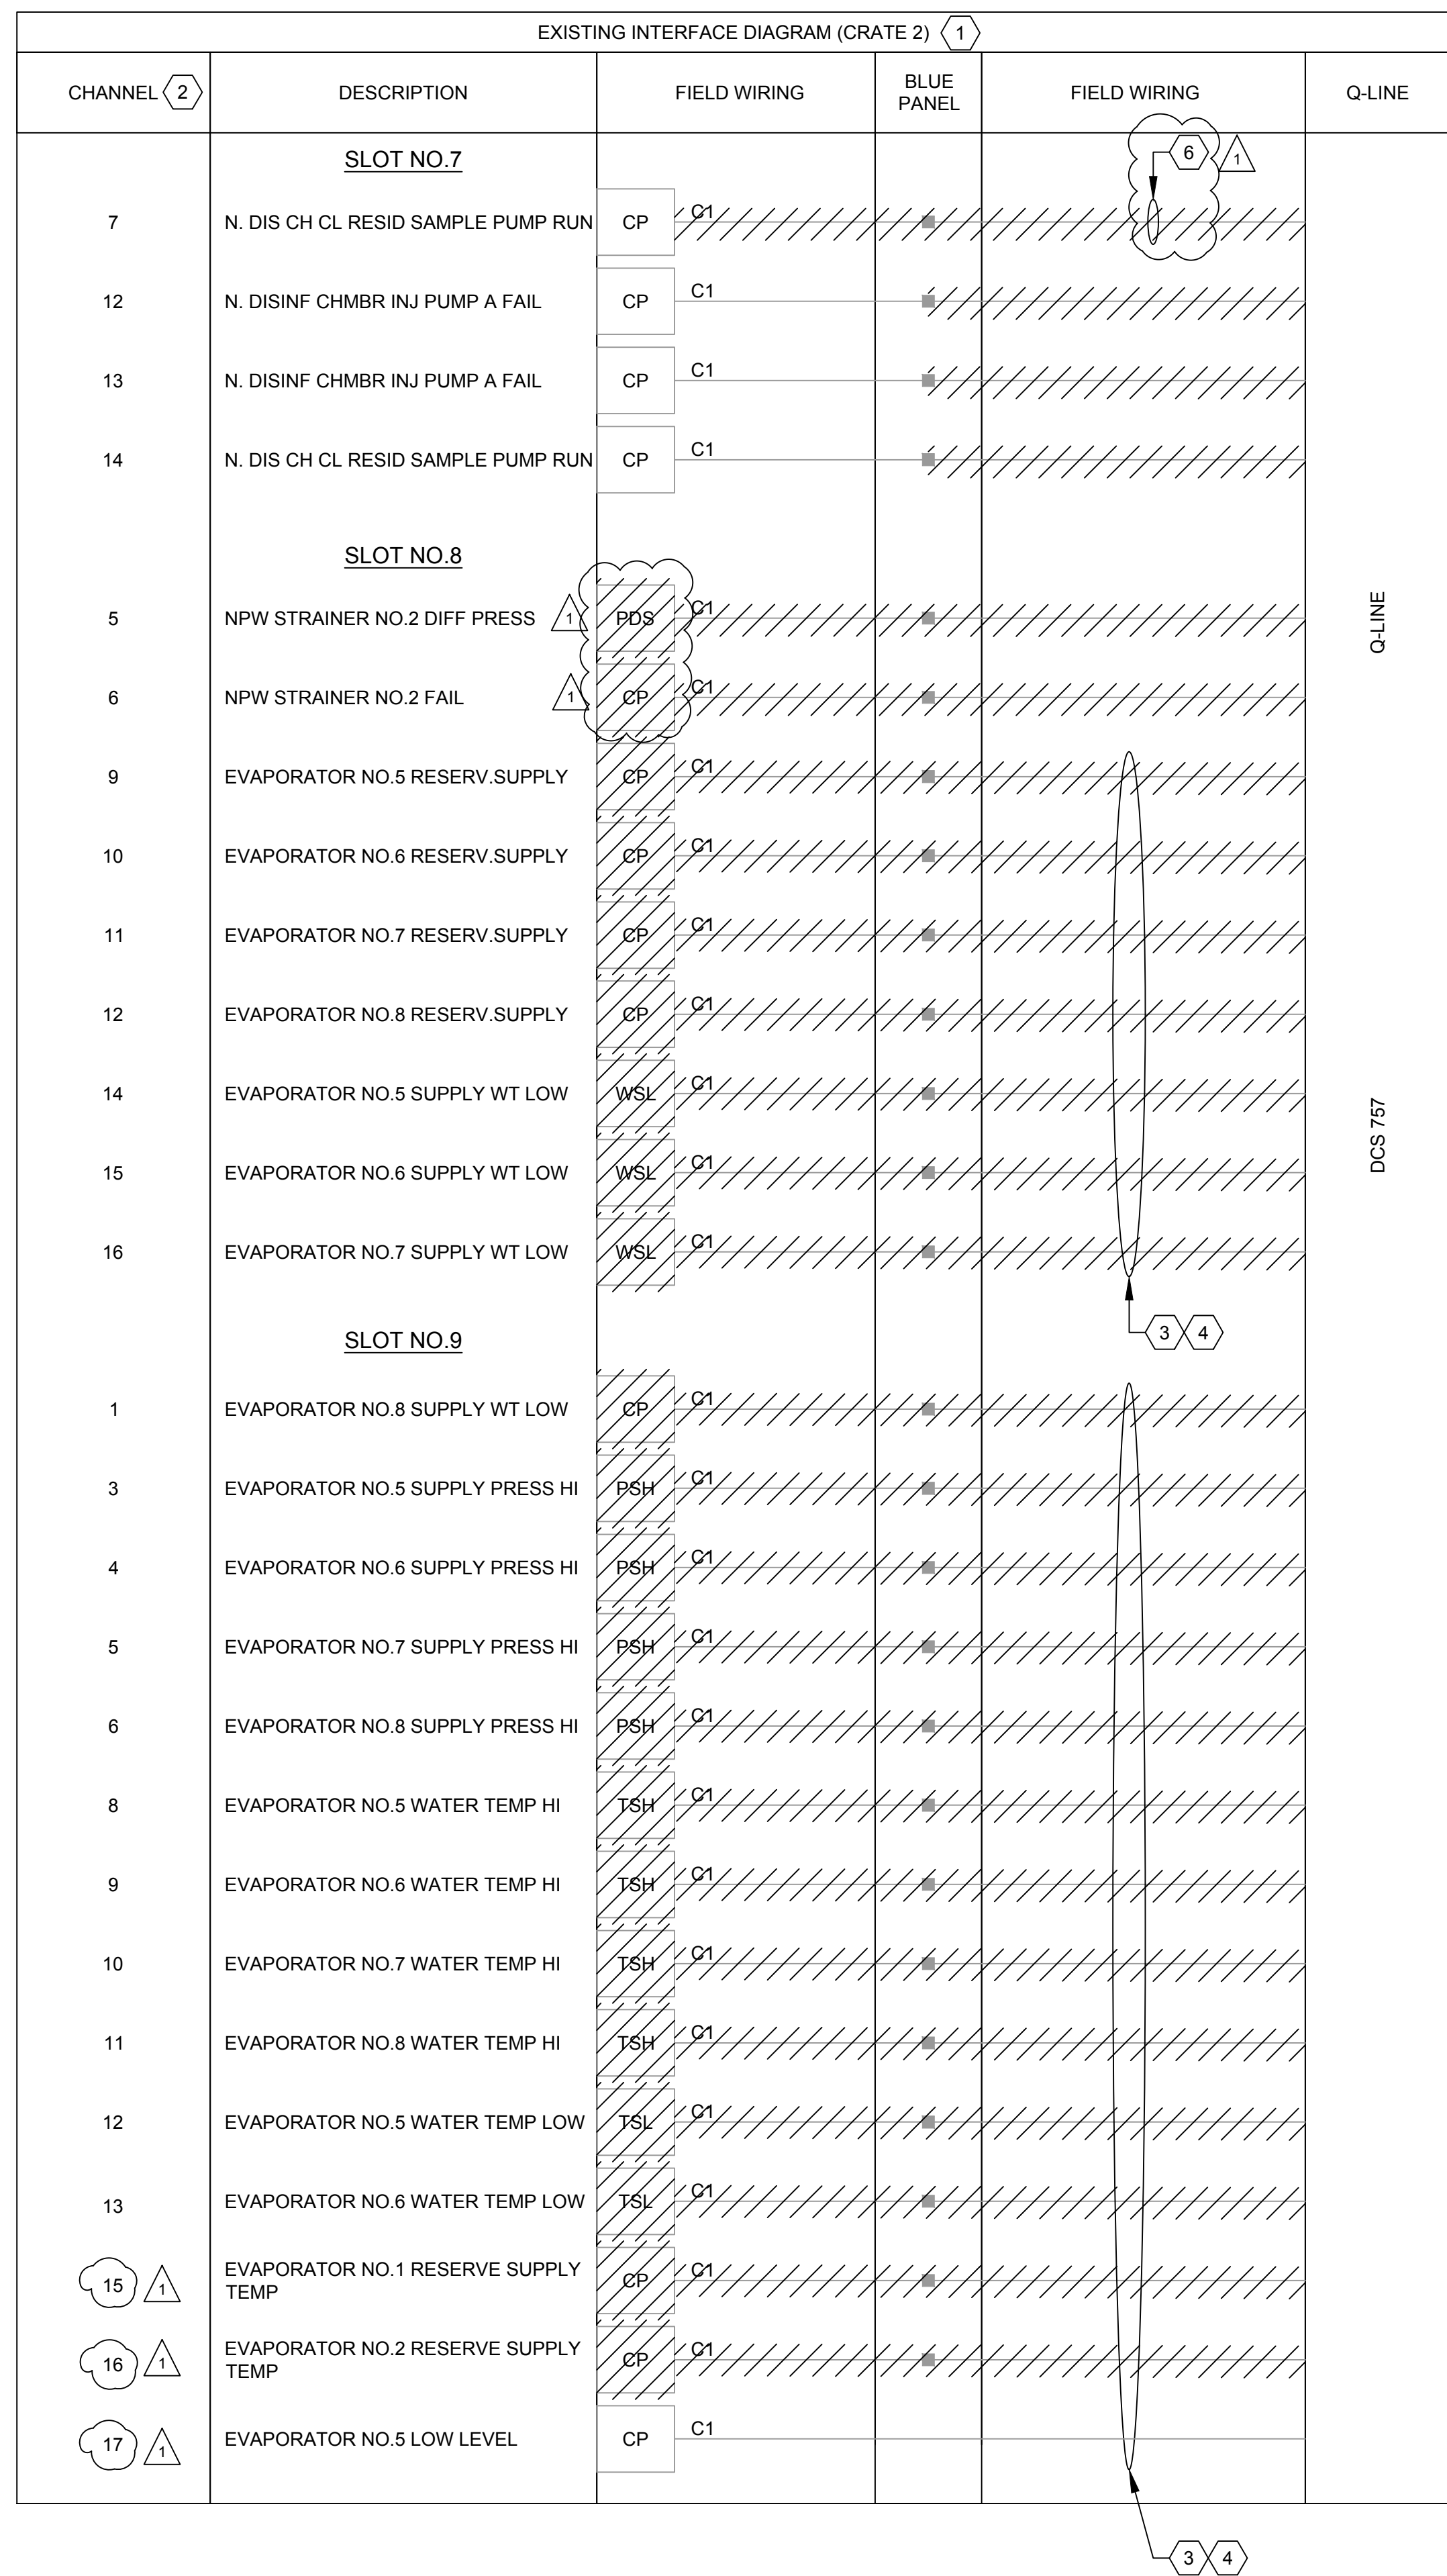 EXISTING INTERFACE DIAGRAM (CRATE 2) 1
CHANNEL 2 DESCRIPTION FIELD WIRING BLUE PANEL FIELD WIRING Q-LINE
SLOT NO.7
6 1
7 N. DIS CH CL RESID SAMPLE PUMP RUN CP C1
12 N. DISINF CHMBR INJ PUMP A FAIL CP C1
13 N. DISINF CHMBR INJ PUMP A FAIL CP C1
14 N. DIS CH CL RESID SAMPLE PUMP RUN CP C1
SLOT NO.8
5 NPW STRAINER NO.2 DIFF PRESS 1 PDS C1
Q-LINE
6 NPW STRAINER NO.2 FAIL 1 CP C1
9 EVAPORATOR NO.5 RESERV.SUPPLY CP C1
10 EVAPORATOR NO.6 RESERV.SUPPLY CP C1
11 EVAPORATOR NO.7 RESERV.SUPPLY CP C1
12 EVAPORATOR NO.8 RESERV.SUPPLY CP C1
14 EVAPORATOR NO.5 SUPPLY WT LOW WSL C1
DCS 757
15 EVAPORATOR NO.6 SUPPLY WT LOW WSL C1
16 EVAPORATOR NO.7 SUPPLY WT LOW WSL C1
3 4
SLOT NO.9
1 EVAPORATOR NO.8 SUPPLY WT LOW CP C1
3 EVAPORATOR NO.5 SUPPLY PRESS HI PSH C1
4 EVAPORATOR NO.6 SUPPLY PRESS HI PSH C1
5 EVAPORATOR NO.7 SUPPLY PRESS HI PSH C1
6 EVAPORATOR NO.8 SUPPLY PRESS HI PSH C1
8 EVAPORATOR NO.5 WATER TEMP HI TSH C1
9 EVAPORATOR NO.6 WATER TEMP HI TSH C1
10 EVAPORATOR NO.7 WATER TEMP HI TSH C1
11 EVAPORATOR NO.8 WATER TEMP HI TSH C1
12 EVAPORATOR NO.5 WATER TEMP LOW TSL C1
13 EVAPORATOR NO.6 WATER TEMP LOW TSL C1
15 1 EVAPORATOR NO.1 RESERVE SUPPLY CP C1
TEMP
16 1 EVAPORATOR NO.2 RESERVE SUPPLY CP C1
TEMP
17 1 EVAPORATOR NO.5 LOW LEVEL CP C1
3 4